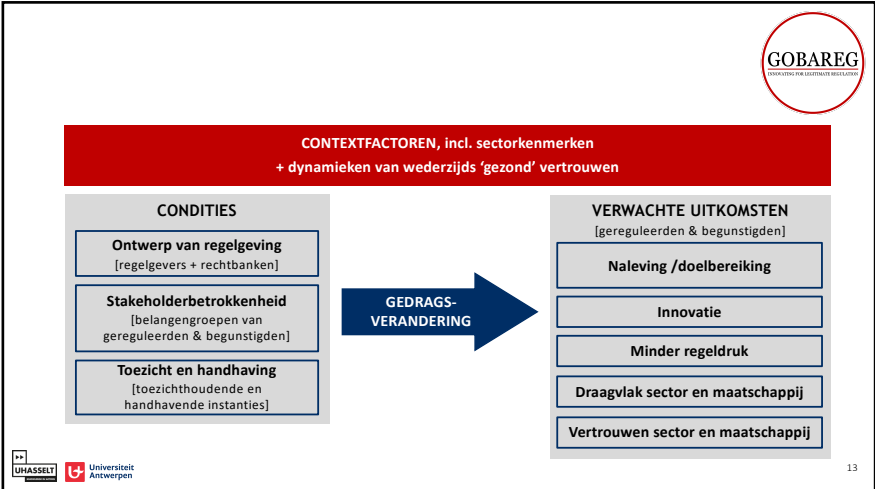 GOBAREG
INNOVATING FOR LEGITIMATE REGULATION
CONTEXTFACTOREN, incl. sectorkenmerken
+ dynamieken van wederzijds ‘gezond’ vertrouwen
CONDITIES
Ontwerp van regelgeving
[regelgevers + rechtbanken]
Stakeholderbetrokkenheid
[belangengroepen van
gereguleerden & begunstigden]
Toezicht en handhaving
[toezichthoudende en
handhavende instanties]
GEDRAGS-
VERANDERING
VERWACHTE UITKOMSTEN
[gereguleerden & begunstigden]
Naleving /doelbereiking
Innovatie
Minder regeldruk
Draagvlak sector en maatschappij
Vertrouwen sector en maatschappij
UHASSELT
Universiteit
Antwerpen
13